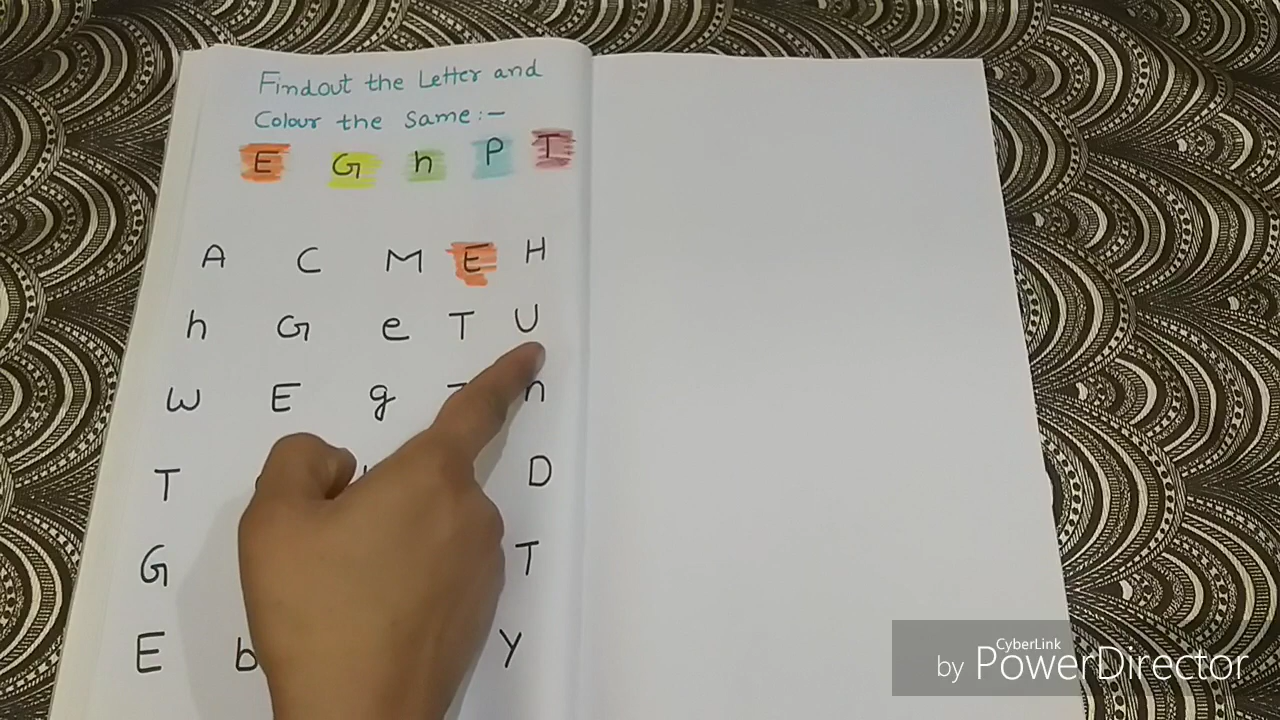 Findout the Letter and
Colour the Same :-
E G h P T
A C M E H
h G e T U
w E g n
T D
G T
E b Y
CyberLink
by PowerDirector